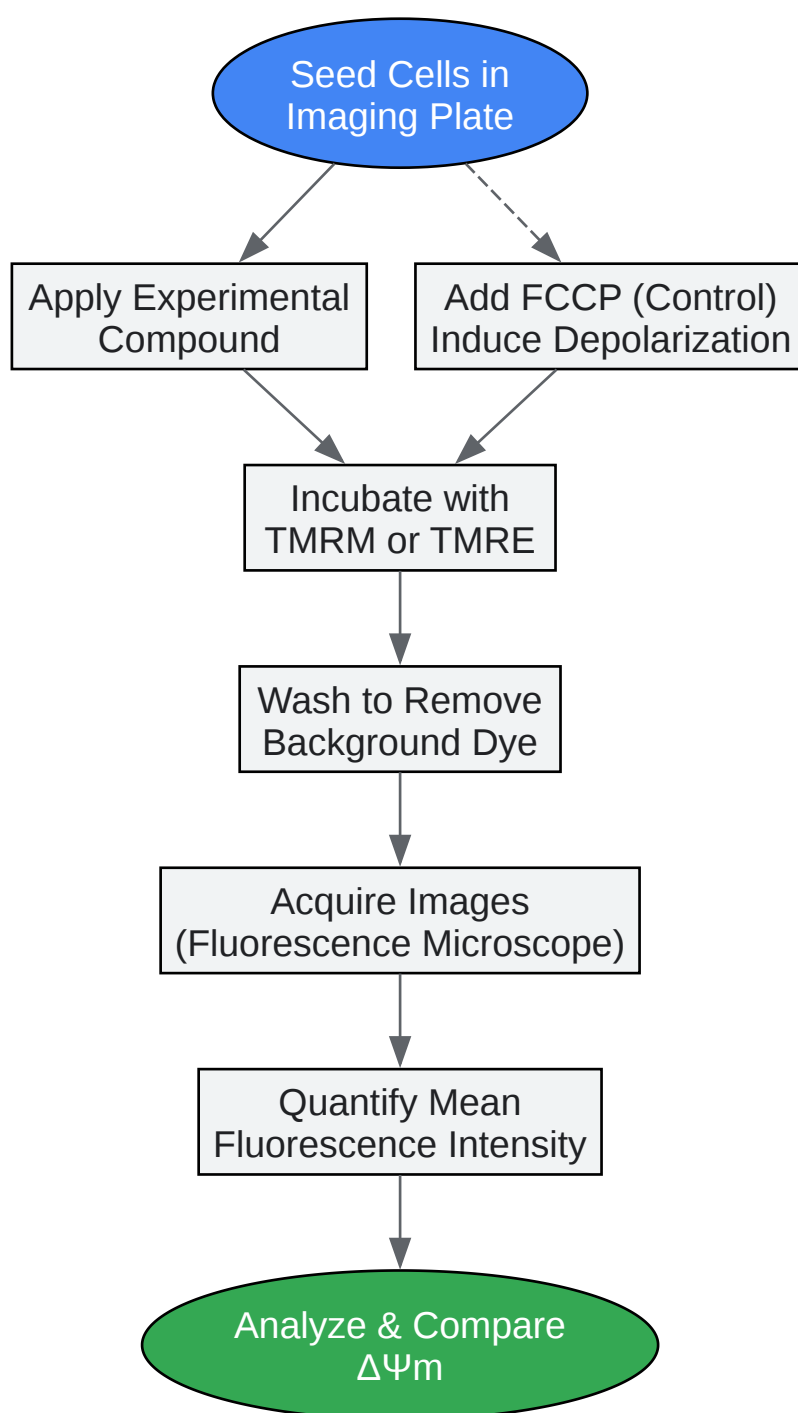 Seed Cells in
Imaging Plate
Apply Experimental
Compound
Add FCCP (Control)
Induce Depolarization
Incubate with
TMRM or TMRE
Wash to Remove
Background Dye
Acquire Images
(Fluorescence Microscope)
Quantify Mean
Fluorescence Intensity
Analyze & Compare
ΔΨm